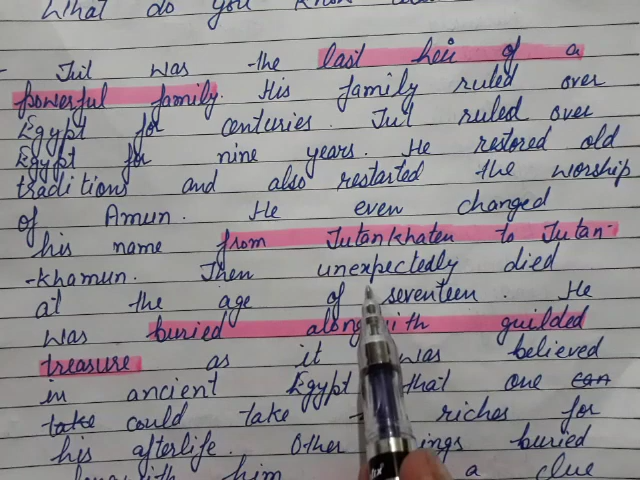 What do you know
- Tut was the last heir of a
powerful family. His family ruled over
Egypt for centuries. Tut ruled over
Egypt for nine years. He restored old
traditions and also restarted the worship
of Amun. He even changed
his name from Tutankhaten to Tutan-
-khamun. Then unexpectedly died
at the age of seventeen. He
was buried along with guilded
treasure as it was believed
in ancient Egypt that one can
take could take riches for
his afterlife. Other ings buried
him a clue